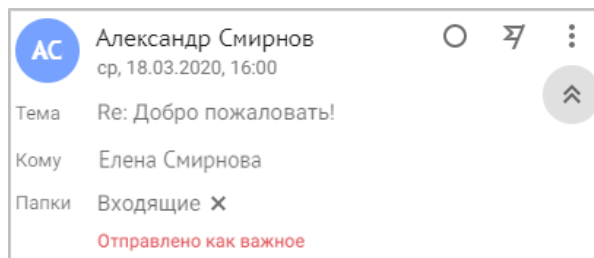 АС
Александр Смирнов
ср, 18.03.2020, 16:00
Тема Re: Добро пожаловать!
Кому Елена Смирнова
Папки Входящие
Отправлено как важное